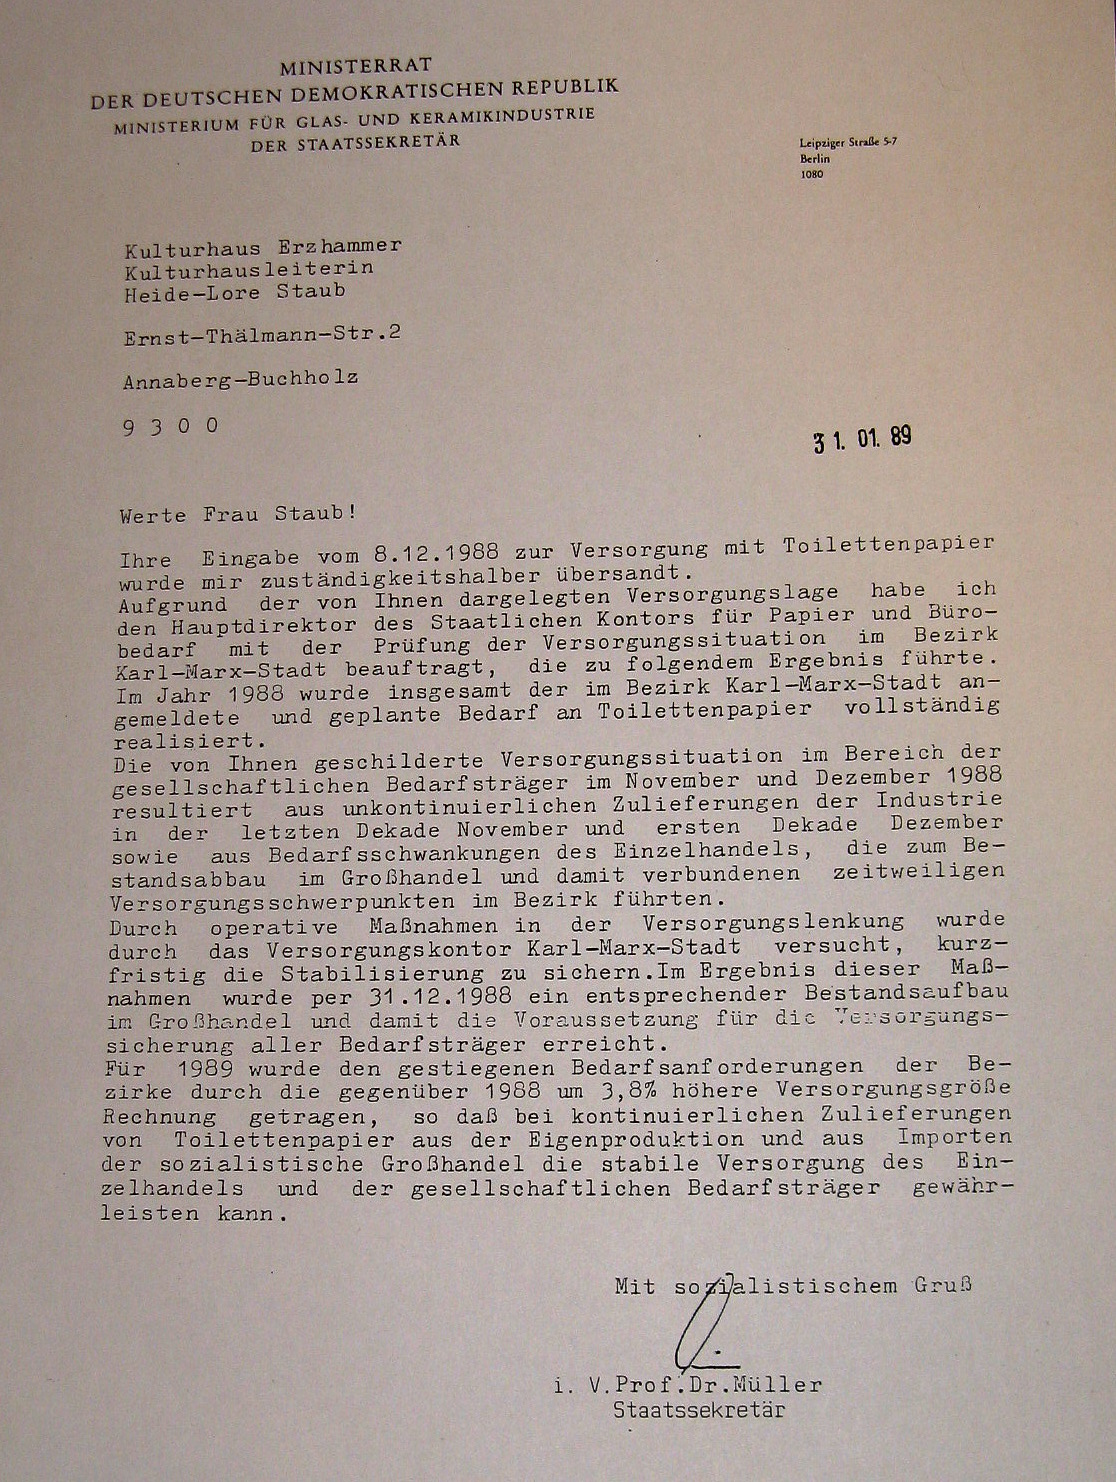 MINISTERRAT
DER DEUTSCHEN DEMOKRATISCHEN REPUBLIK
MINISTERIUM FÜR GLAS- UND KERAMIKINDUSTRIE
DER STAATSSEKRETÄR
Leipziger Straße 5-7
Berlin
1080
Kulturhaus Erzhammer
Kulturhausleiterin
Heide-Lore Staub
Ernst-Thälmann-Str.2
Annaberg-Buchholz
9 3 0 0
31. 01. 89
Werte Frau Staub!
Ihre Eingabe vom 8.12.1988 zur Versorgung mit Toilettenpapier
wurde mir zuständigkeitshalber übersandt.
Aufgrund der von Ihnen dargelegten Versorgungslage habe ich
den Hauptdirektor des Staatlichen Kontors für Papier und Büro-
bedarf mit der Prüfung der Versorgungssituation im Bezirk
Karl-Marx-Stadt beauftragt, die zu folgendem Ergebnis führte.
Im Jahr 1988 wurde insgesamt der im Bezirk Karl-Marx-Stadt an-
gemeldete und geplante Bedarf an Toilettenpapier vollständig
realisiert.
Die von Ihnen geschilderte Versorgungssituation im Bereich der
gesellschaftlichen Bedarfsträger im November und Dezember 1988
resultiert aus unkontinuierlichen Zulieferungen der Industrie
in der letzten Dekade November und ersten Dekade Dezember
sowie aus Bedarfsschwankungen des Einzelhandels, die zum Be-
standsabbau im Großhandel und damit verbundenen zeitweiligen
Versorgungsschwerpunkten im Bezirk führten.
Durch operative Maßnahmen in der Versorgungslenkung wurde
durch das Versorgungskontor Karl-Marx-Stadt versucht, kurz-
fristig die Stabilisierung zu sichern.Im Ergebnis dieser Maß-
nahmen wurde per 31.12.1988 ein entsprechender Bestandsaufbau
im Großhandel und damit die Voraussetzung für die Versorgungs-
sicherung aller Bedarfsträger erreicht.
Für 1989 wurde den gestiegenen Bedarfsanforderungen der Be-
zirke durch die gegenüber 1988 um 3,8% höhere Versorgungsgröße
Rechnung getragen, so daß bei kontinuierlichen Zulieferungen
von Toilettenpapier aus der Eigenproduktion und aus Importen
der sozialistische Großhandel die stabile Versorgung des Ein-
zelhandels und der gesellschaftlichen Bedarfsträger gewähr-
leisten kann.
Mit sozialistischem Gruß
i. V.Prof.Dr.Müller
Staatssekretär